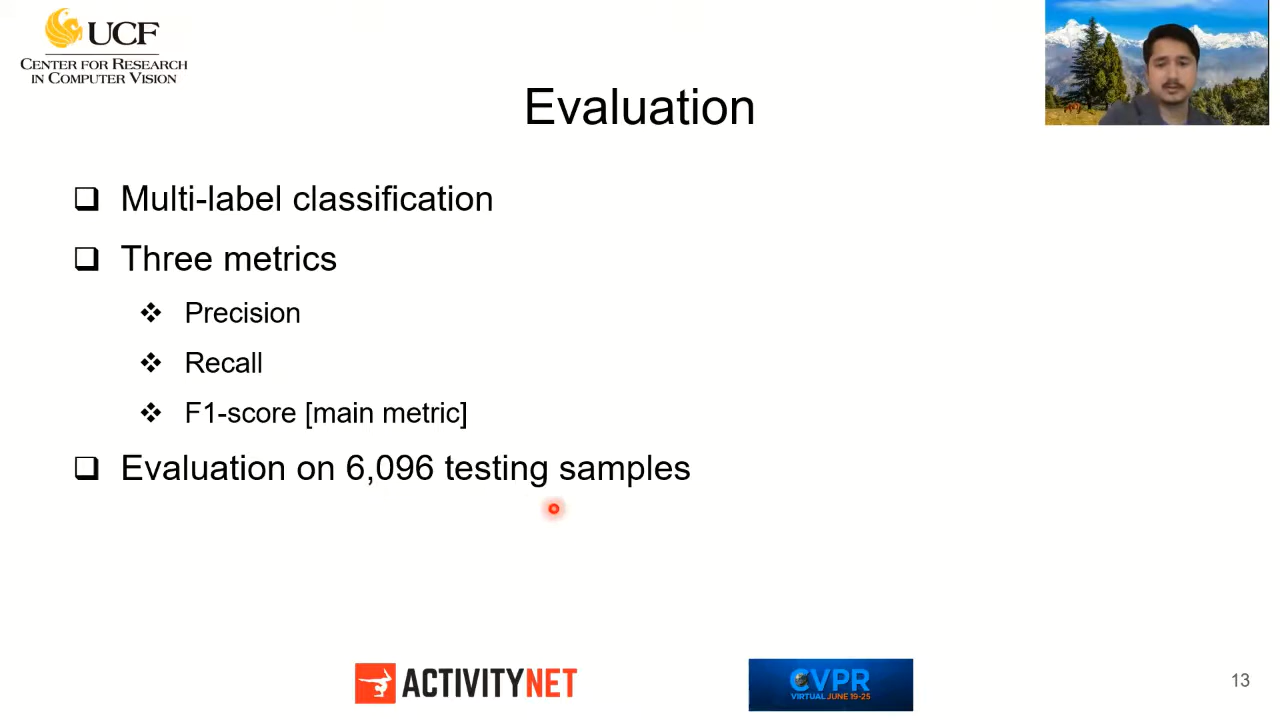 UCF
CENTER FOR RESEARCH
IN COMPUTER VISION
Evaluation
Multi-label classification
Three metrics
Precision
Recall
F1-score [main metric]
Evaluation on 6,096 testing samples
ACTIVITYNET
CVPR
VIRTUAL JUNE 19-25
13